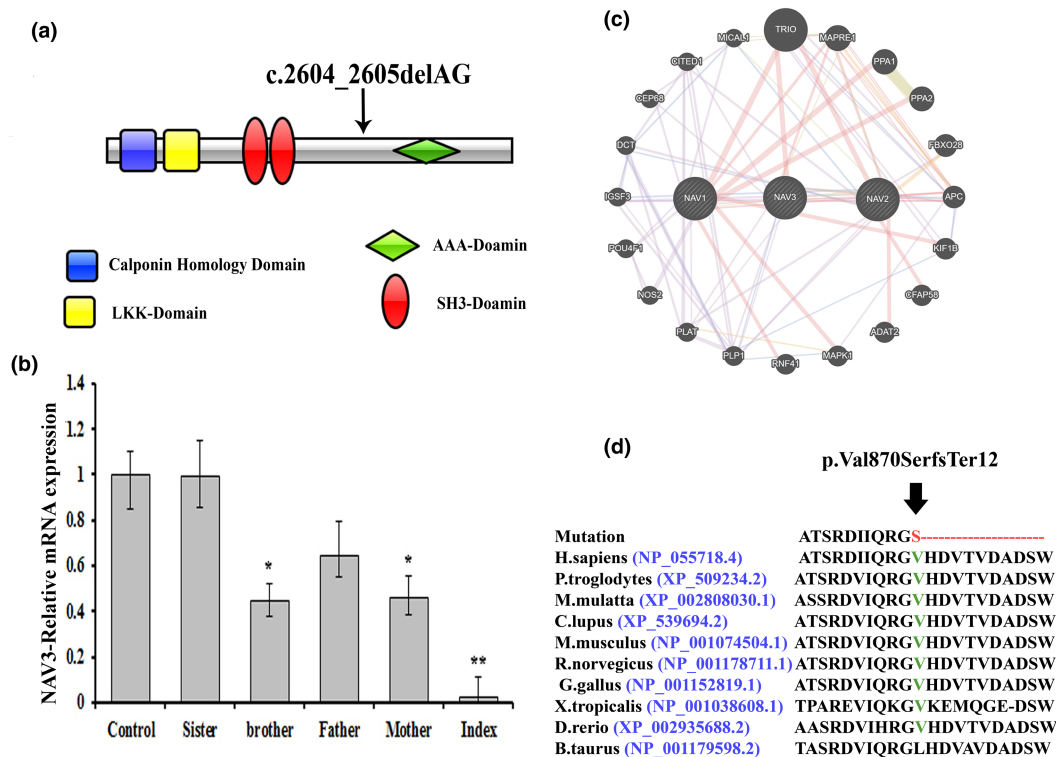 (a)
c.2604_2605delAG
Calponin Homology Domain
LKK-Domain
AAA-Doamin
SH3-Doamin
(b)
NAV3-Relative mRNA expression
1.4
1.2
1
0.8
0.6
0.4
0.2
0
*
*
**
Control Sister brother Father Mother Index
(c)
TRIO
MICAL1
MAPRE1
CITED1
PPA1
CEP68
PPA2
DCT
FBXO28
IGSF3
NAV1
NAV3
NAV2
APC
POU4F1
KIF1B
NOS2
CFAP58
PLAT
ADAT2
PLP1
RNF41
MAPK1
(d)
p.Val870SerfsTer12
Mutation ATSRDIIQRGS---------------------
H.sapiens (NP_055718.4) ATSRDIIQRGVHDVTVDADSW
P.troglodytes (XP_509234.2) ATSRDVIQRGVHDVTVDADSW
M.mulatta (XP_002808030.1) ASSRDVIQRGVHDVTVDADSW
C.lupus (XP_539694.2) ATSRDVIQRGVHDVTVDADSW
M.musculus (NP_001074504.1) ATSRDVIQRGVHDVTVDADSW
R.norvegicus (NP_001178711.1) ATSRDVIQRGVHDVTVDADSW
G.gallus (NP_001152819.1) ATSRDVIQRGVHDVTVDADSW
X.tropicalis (NP_001038608.1) TPAREVIQKGVKEMQGE-DSW
D.rerio (XP_002935688.2) AASRDVIHRGVHDVTVDADSW
B.taurus (NP_001179598.2) TASRDVIQRGLHDVAVDADSW